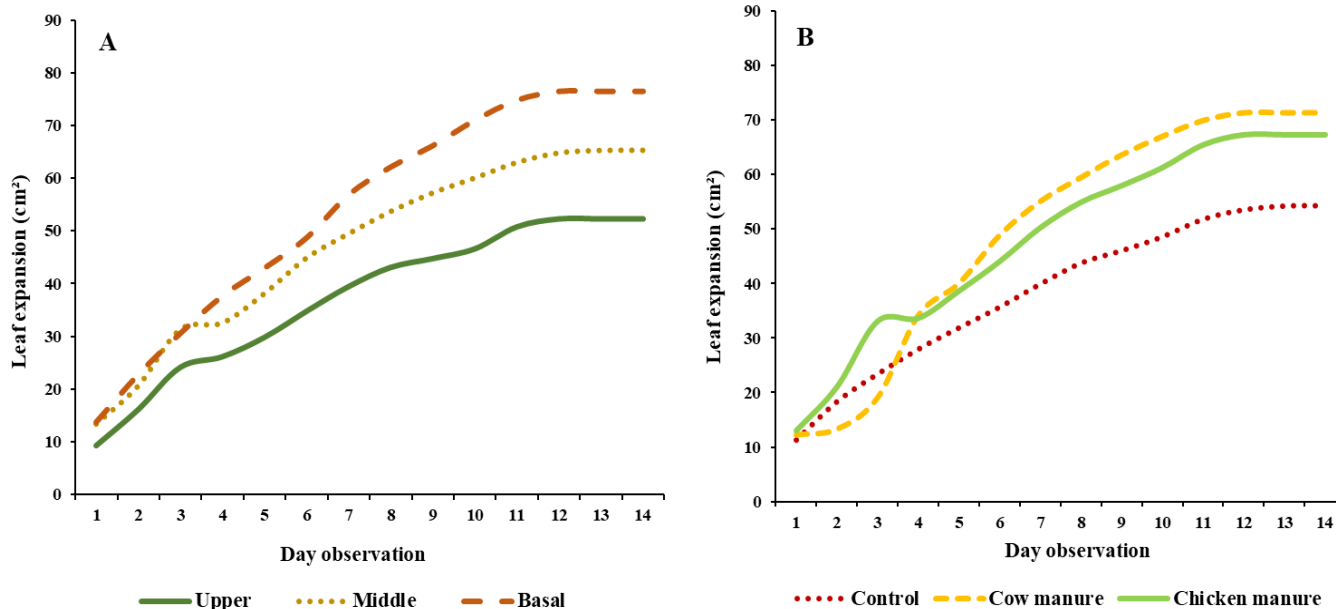 A
Leaf expansion (cm²)
90
80
70
60
50
40
30
20
10
0
1 2 3 4 5 6 7 8 9 10 11 12 13 14
Day observation
Upper Middle Basal
B
Leaf expansion (cm²)
90
80
70
60
50
40
30
20
10
0
1 2 3 4 5 6 7 8 9 10 11 12 13 14
Day observation
Control Cow manure Chicken manure